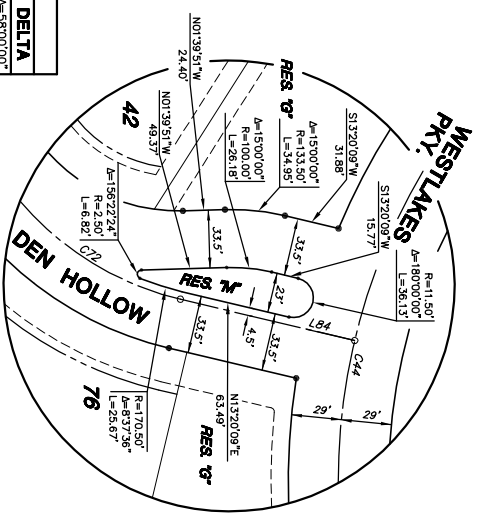 DELTA
Δ=58°00'00"
WESTLAKES
PKY.
S13°20'09"W
31.88'
Δ=15°00'00"
R=133.50'
L=34.95'
Δ=15°00'00"
R=100.00'
L=26.18'
N01°39'51"W
24.40'
N01°39'51"W
49.37'
Δ=156°22'24"
R=2.50'
L=6.82'
S13°20'09"W
15.77'
R=11.50'
Δ=180°00'00"
L=36.13'
RES. "G"
42
33.5'
33.5'
23'
RES. "M"
4.5'
33.5'
33.5'
L84
C44
C72
29'
29'
DEN HOLLOW
N13°20'09"E
63.49'
R=170.50'
Δ=8°37'36"
L=25.67'
76
RES. "G"